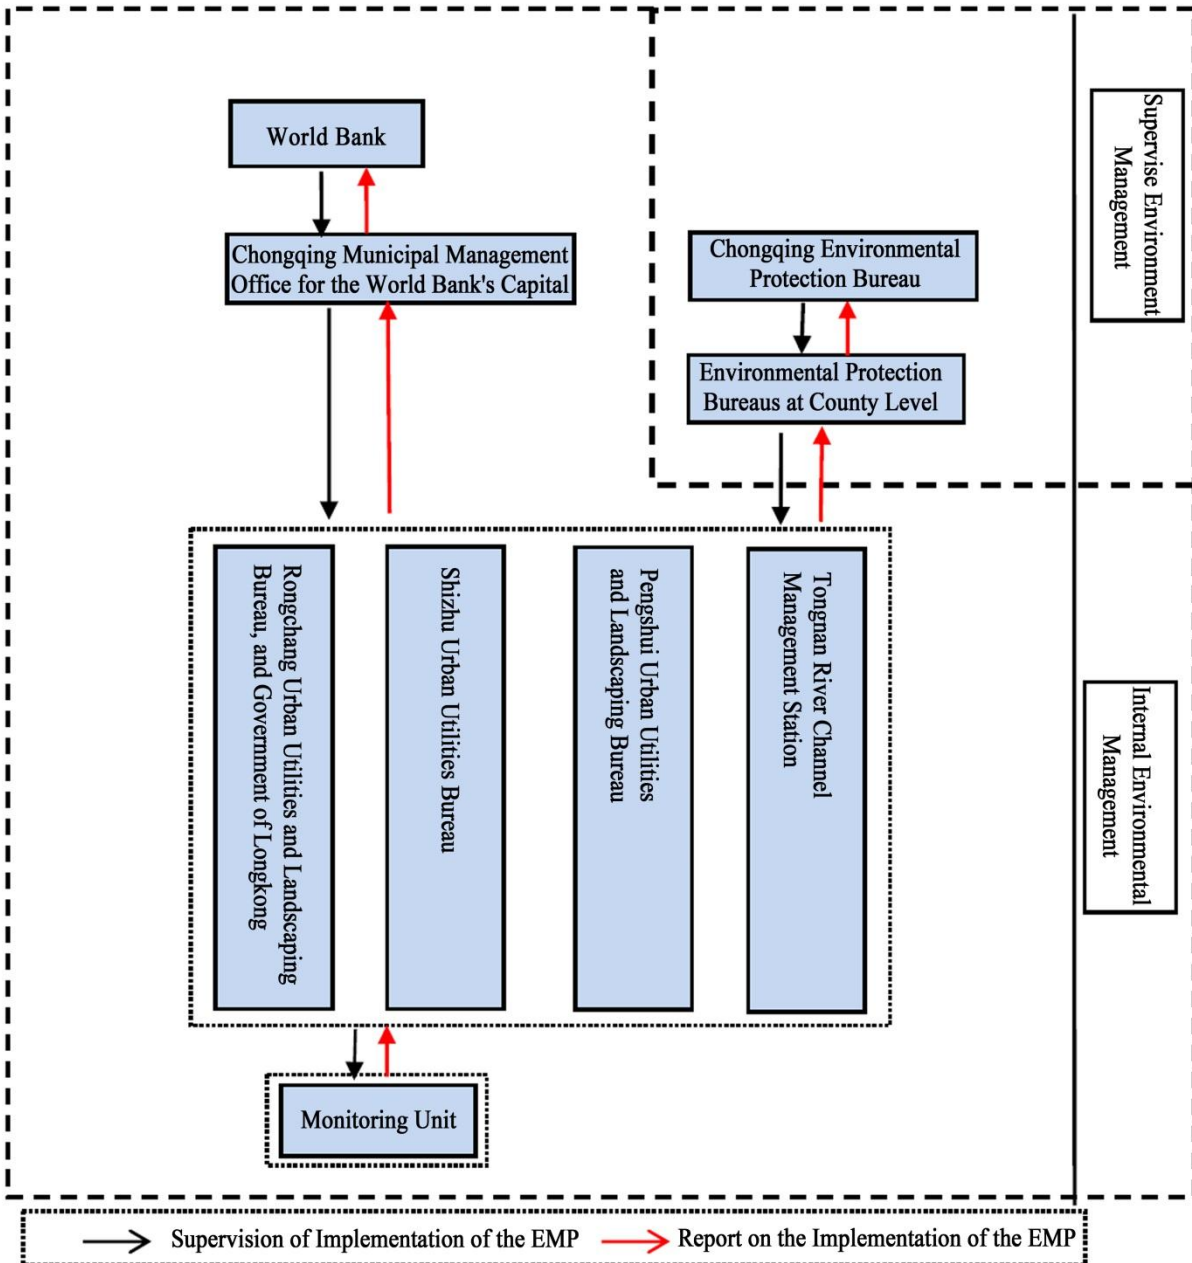 World Bank
Chongqing Municipal Management
Office for the World Bank's Capital
Chongqing Environmental
Protection Bureau
Environmental Protection
Bureaus at County Level
Supervise Environment
Management
Rongchang Urban Utilities and Landscaping
Bureau, and Government of Longkong
Shizhu Urban Utilities Bureau
Pengshui Urban Utilities
and Landscaping Bureau
Tongnan River Channel
Management Station
Internal Environmental
Management
Monitoring Unit
Supervision of Implementation of the EMP
Report on the Implementation of the EMP